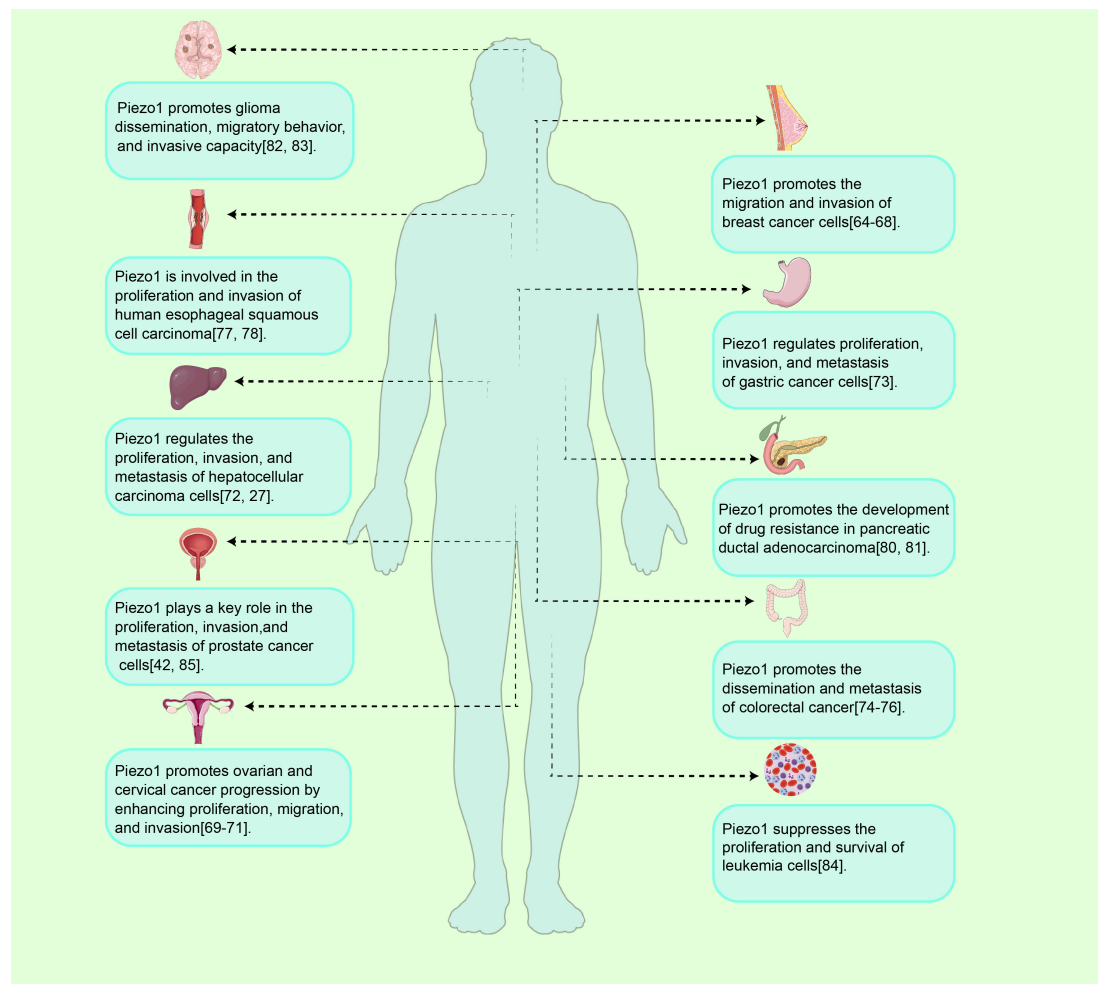 Piezo1 promotes glioma
dissemination, migratory behavior,
and invasive capacity[82, 83].
Piezo1 is involved in the
proliferation and invasion of
human esophageal squamous
cell carcinoma[77, 78].
Piezo1 regulates the
proliferation, invasion, and
metastasis of hepatocellular
carcinoma cells[72, 27].
Piezo1 plays a key role in the
proliferation, invasion,and
metastasis of prostate cancer
cells[42, 85].
Piezo1 promotes ovarian and
cervical cancer progression by
enhancing proliferation, migration,
and invasion[69-71].
Piezo1 promotes the
migration and invasion of
breast cancer cells[64-68].
Piezo1 regulates proliferation,
invasion, and metastasis
of gastric cancer cells[73].
Piezo1 promotes the development
of drug resistance in pancreatic
ductal adenocarcinoma[80, 81].
Piezo1 promotes the
dissemination and metastasis
of colorectal cancer[74-76].
Piezo1 suppresses the
proliferation and survival of
leukemia cells[84].